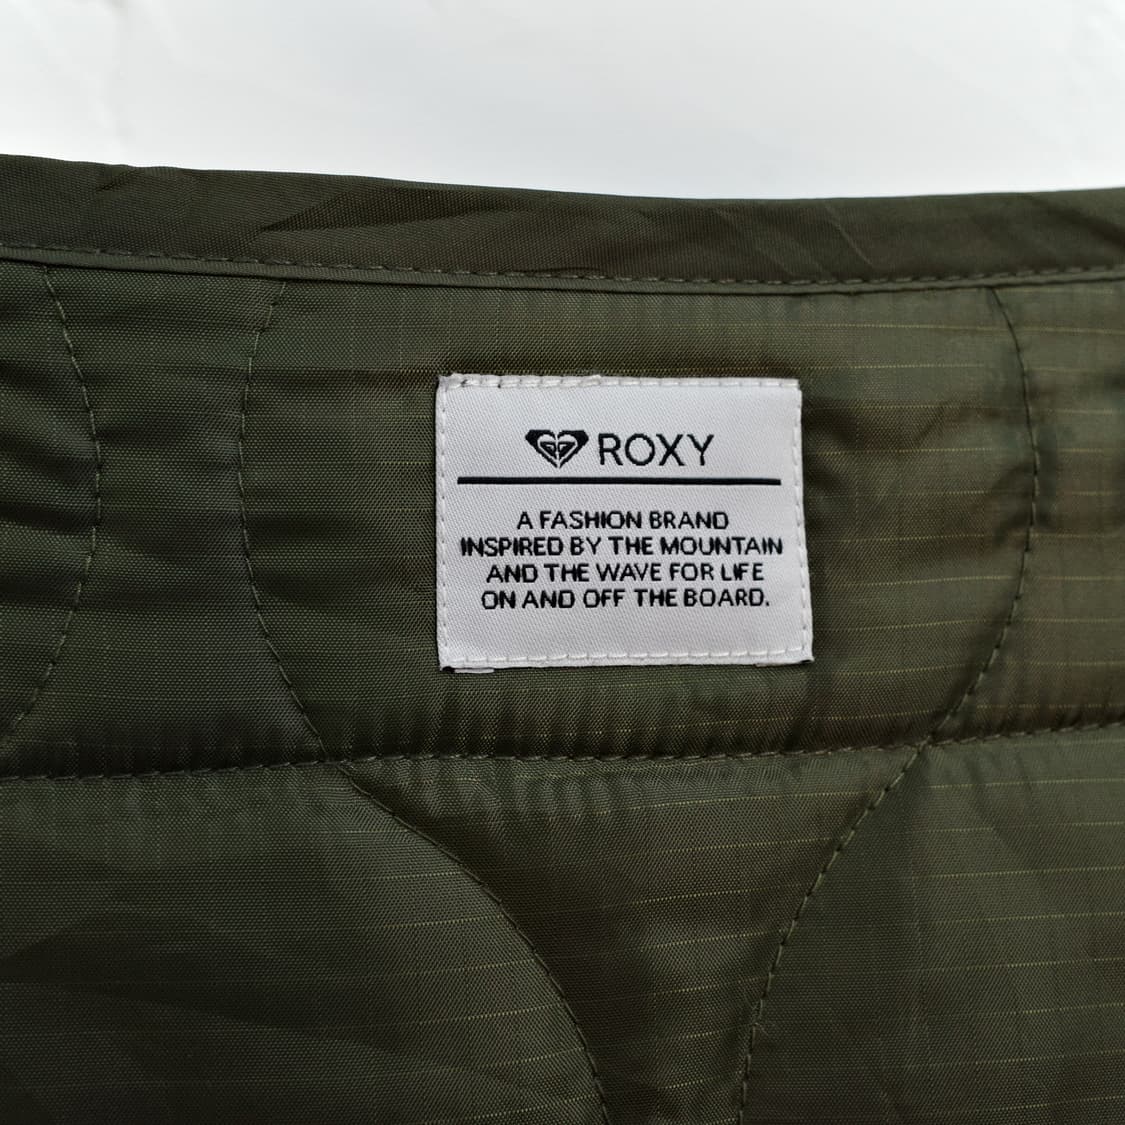 ROXY
A FASHION BRAND
INSPIRED BY THE MOUNTAIN
AND THE WAVE FOR LIFE
ON AND OFF THE BOARD.